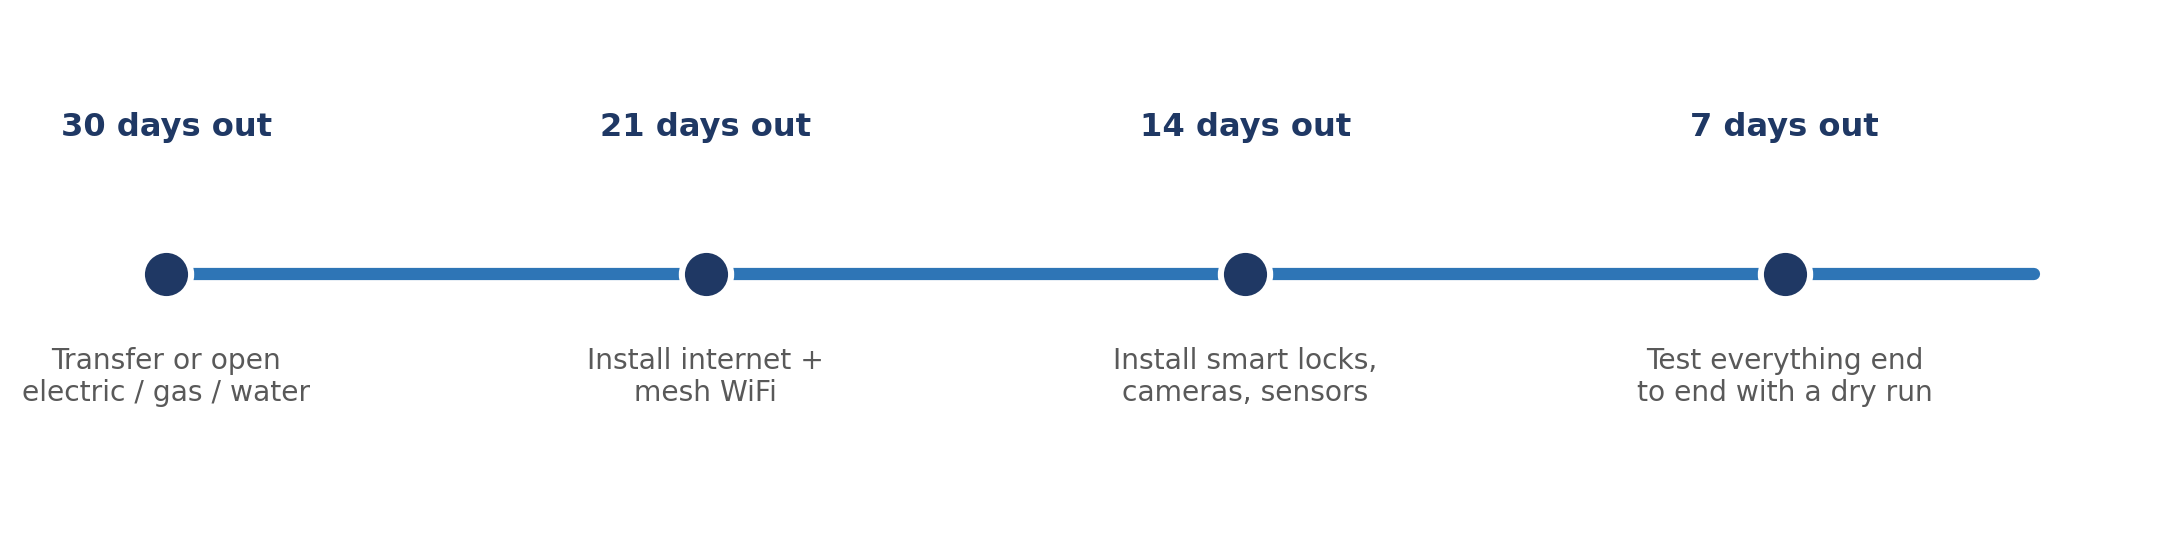 30 days out
21 days out
14 days out
7 days out
Transfer or open
electric / gas / water
Install internet +
mesh WiFi
Install smart locks,
cameras, sensors
Test everything end
to end with a dry run